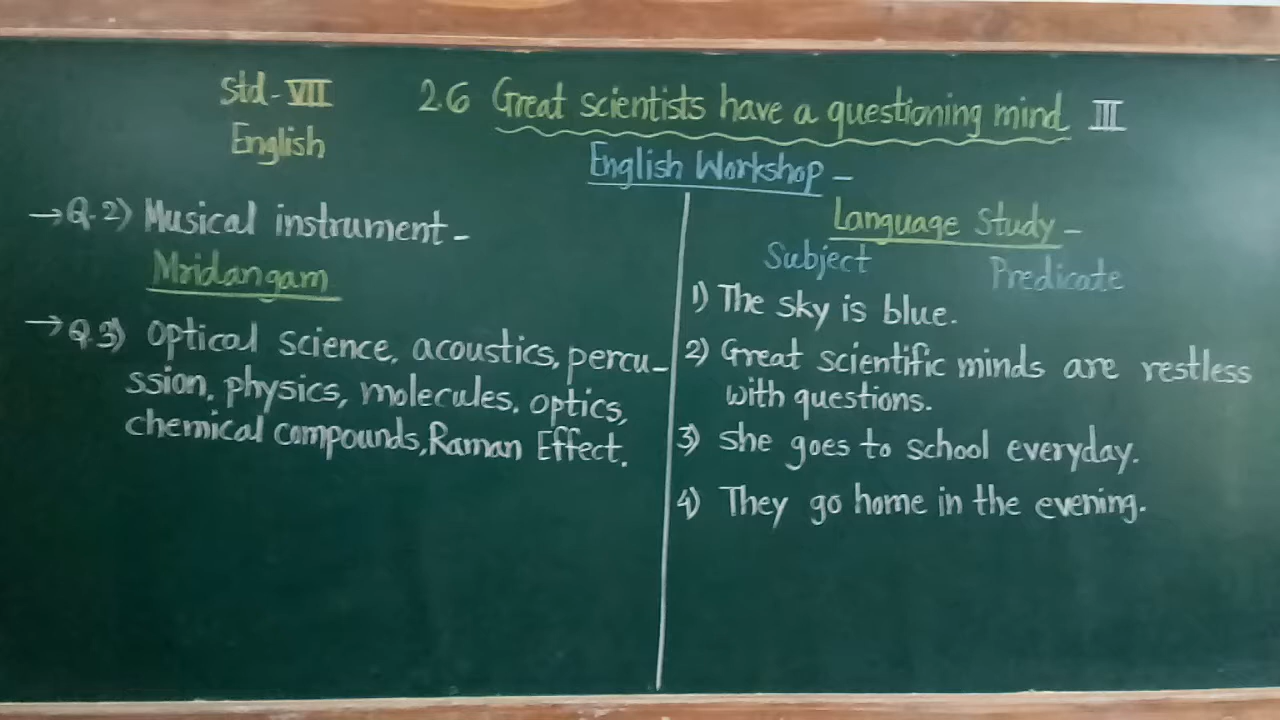 Std-VII 2.6 Great scientists have a questioning mind III
English
English Workshop -
→Q.2) Musical instrument -
Mridangam
→Q.3) Optical science, acoustics, percu-
ssion, physics, molecules, optics,
chemical compounds, Raman Effect.
Language Study -
Subject Predicate
1) The sky is blue.
2) Great scientific minds are restless
with questions.
3) She goes to school everyday.
4) They go home in the evening.